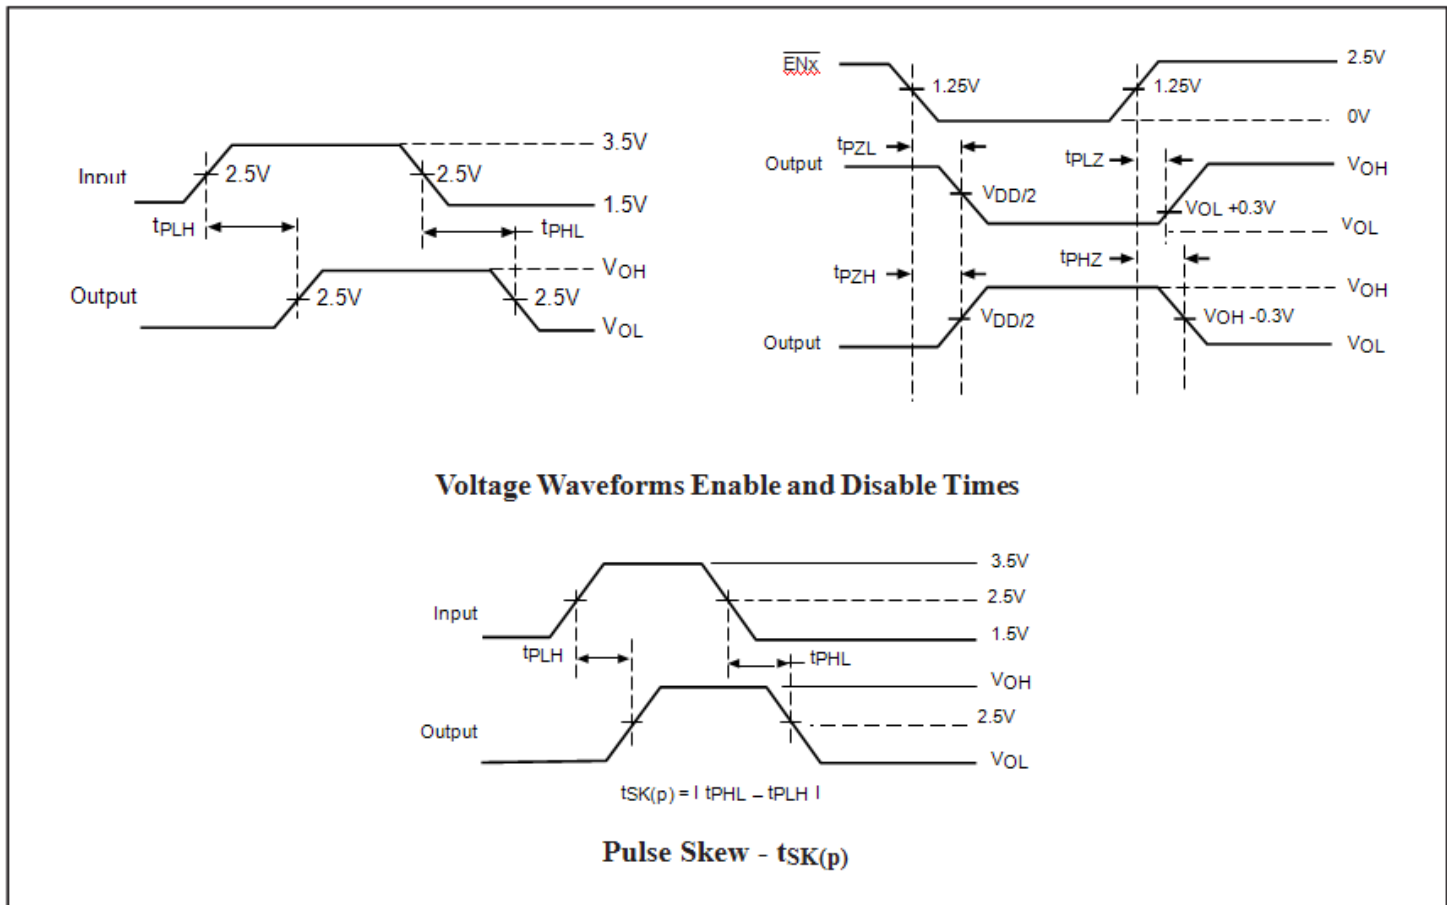 Input
2.5V
2.5V
3.5V
1.5V
tPLH
tPHL
Output
2.5V
2.5V
VOH
VOL
ENx
1.25V
1.25V
2.5V
0V
Output
tPZL
VDD/2
tPLZ
VOL +0.3V
VOH
VOL
tPZH
tPHZ
Output
VDD/2
VOH -0.3V
VOH
VOL
Voltage Waveforms Enable and Disable Times
Input
3.5V
2.5V
1.5V
tPLH
tPHL
Output
VOH
2.5V
VOL
tSK(p) = I tPHL – tPLH I
Pulse Skew - tSK(p)